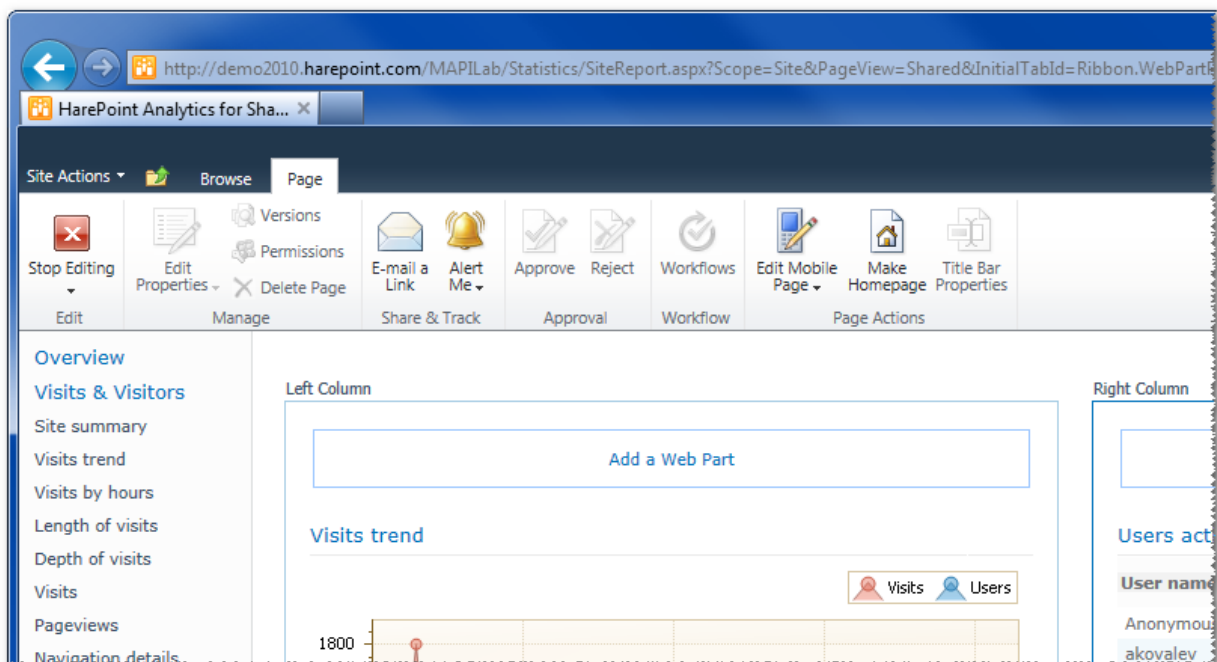 http://demo2010.harepoint.com/MAPILab/Statistics/SiteReport.aspx?Scope=Site&PageView=Shared&InitialTabId=Ribbon.WebPart
HarePoint Analytics for Sha...
Site Actions Browse Page
Stop Editing
Edit
Edit Properties
Versions
Permissions
Delete Page
Manage
E-mail a Link
Alert Me
Share & Track
Approve Reject
Approval
Workflows
Workflow
Edit Mobile Page
Make Homepage
Title Bar Properties
Page Actions
Overview
Visits & Visitors
Site summary
Visits trend
Visits by hours
Length of visits
Depth of visits
Visits
Pageviews
Navigation details
Left Column
Add a Web Part
Visits trend
Visits Users
1800
Right Column
Users act
User name
Anonymou
akovalev